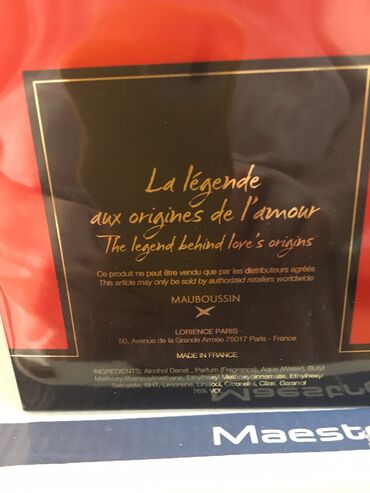 La légende
aux origines de l'amour
The legend behind love's origins
Ce produit ne peut être vendu que par les distributeurs agréés
This article may only be sold by authorized retailers worldwide
MAUBOUSSIN
LORIENCE PARIS
50, Avenue de la Grande Armée 75017 Paris - France
MADE IN FRANCE
INGREDIENTS: Alcohol Denat., Parfum (Fragrance), Aqua (Water), Butyl
Methoxydibenzoylmethane, Ethylhexyl Methoxycinnamate, Ethylhexyl
Salicylate, BHT, Limonene, Linalool, Citronellol, Citral, Geraniol
76% VOL
Maest